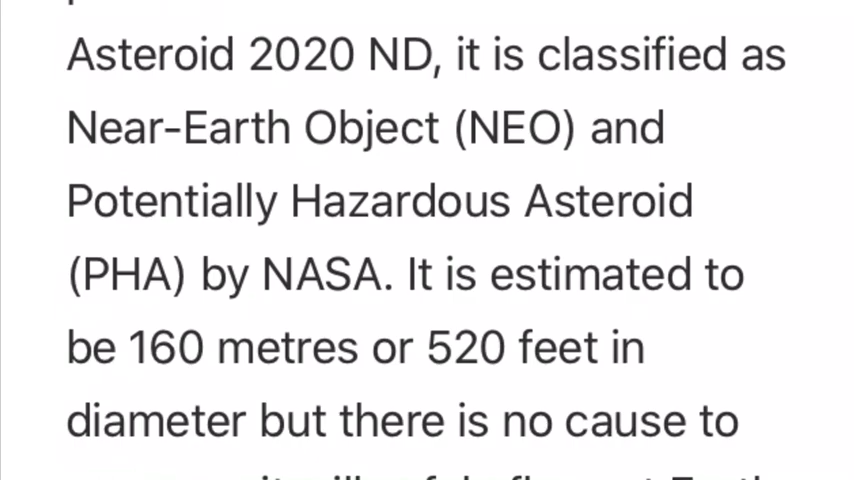 Asteroid 2020 ND, it is classified as
Near-Earth Object (NEO) and
Potentially Hazardous Asteroid
(PHA) by NASA. It is estimated to
be 160 metres or 520 feet in
diameter but there is no cause to